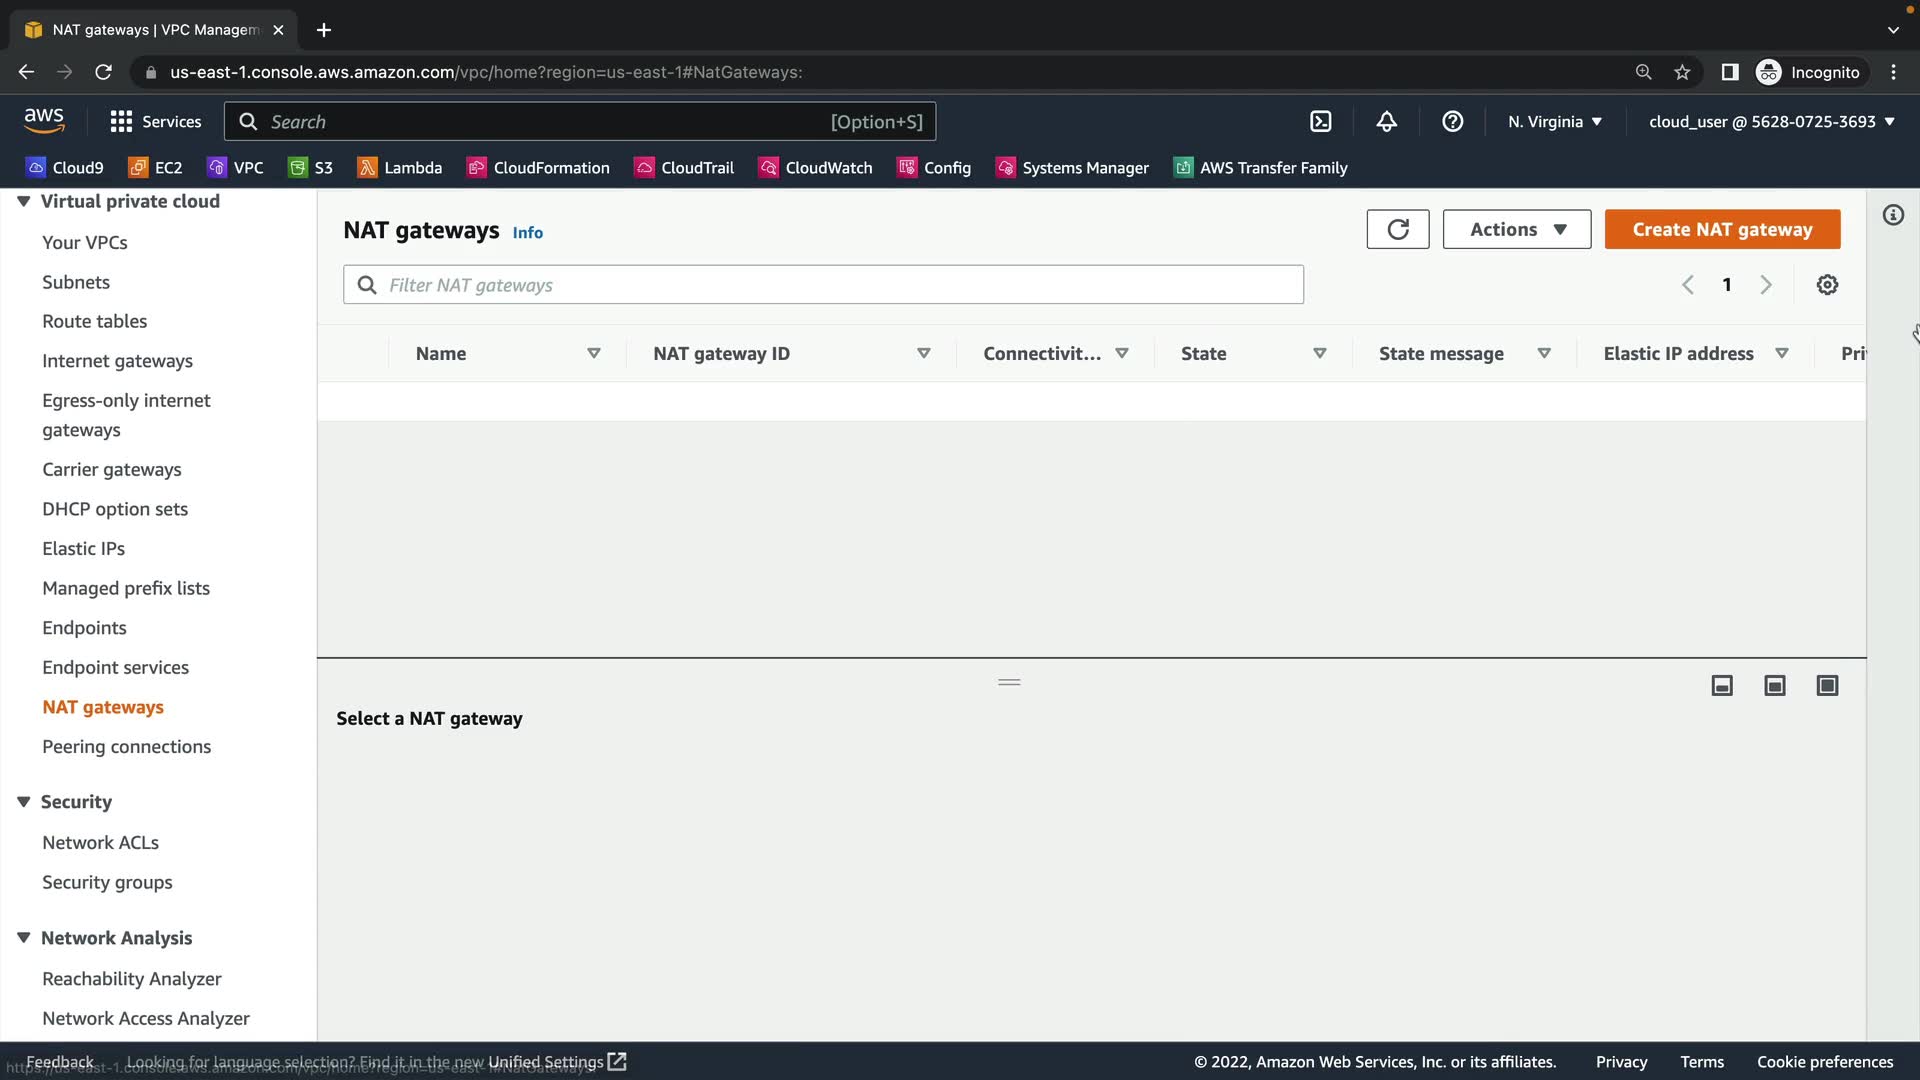 NAT gateways | VPC Managem
us-east-1.console.aws.amazon.com/vpc/home?region=us-east-1#NatGateways:
Incognito
aws
Services
Search
[Option+S]
N. Virginia
cloud_user @ 5628-0725-3693
Cloud9
EC2
VPC
S3
Lambda
CloudFormation
CloudTrail
CloudWatch
Config
Systems Manager
AWS Transfer Family
Virtual private cloud
Your VPCs
Subnets
Route tables
Internet gateways
Egress-only internet
gateways
Carrier gateways
DHCP option sets
Elastic IPs
Managed prefix lists
Endpoints
Endpoint services
NAT gateways
Peering connections
Security
Network ACLs
Security groups
Network Analysis
Reachability Analyzer
Network Access Analyzer
NAT gateways Info
Actions
Create NAT gateway
Filter NAT gateways
1
Name
NAT gateway ID
Connectivit...
State
State message
Elastic IP address
Pri
Select a NAT gateway
Feedback
Looking for language selection? Find it in the new Unified Settings
© 2022, Amazon Web Services, Inc. or its affiliates.
Privacy
Terms
Cookie preferences